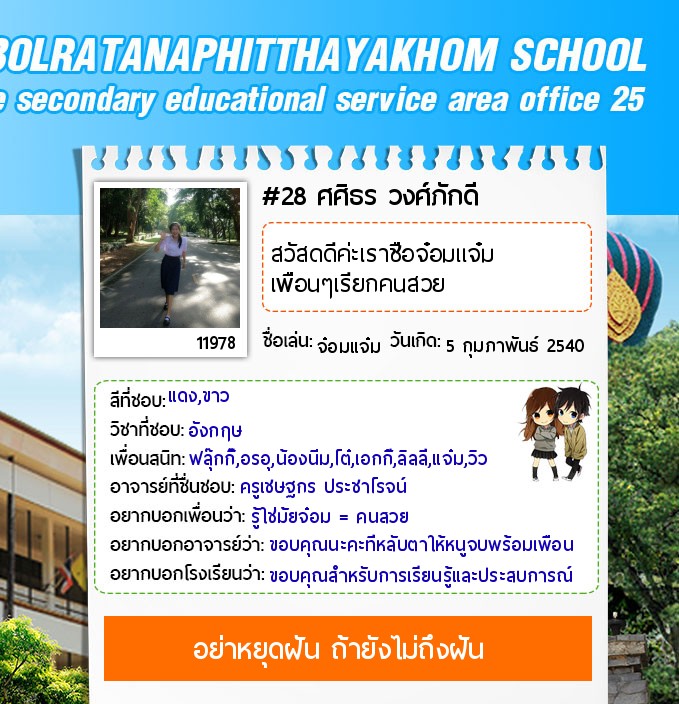 BOLRATANAPHITTHAYAKHOM SCHOOL
e secondary educational service area office 25
#28 ศศิธร วงศ์ภักดี
สวัสดดีค่ะเราชื่อจ๋อมแจ๋ม
เพื่อนๆเรียกคนสวย
11978
ชื่อเล่น: จ๋อมแจ๋ม วันเกิด: 5 กุมภาพันธ์ 2540
สีที่ชอบ: แดง,ขาว
วิชาที่ชอบ: อังกฤษ
เพื่อนสนิท: ฟลุ๊กกี๊,อรอุ,น้องนีม,โต๋,เอกกี๊,ลิลลี่,แจ๋ม,วิว
อาจารย์ที่ชื่นชอบ: ครูเชษฐกร ประชาโรจน์
อยากบอกเพื่อนว่า: รู้ใช่มัยจ๋อม = คนสวย
อยากบอกอาจารย์ว่า: ขอบคุณนะคะที่หลับตาให้หนูจบพร้อมเพื่อน
อยากบอกโรงเรียนว่า: ขอบคุณสำหรับการเรียนรู้และประสบการณ์
อย่าหยุดฝัน ถ้ายังไม่ถึงฝัน